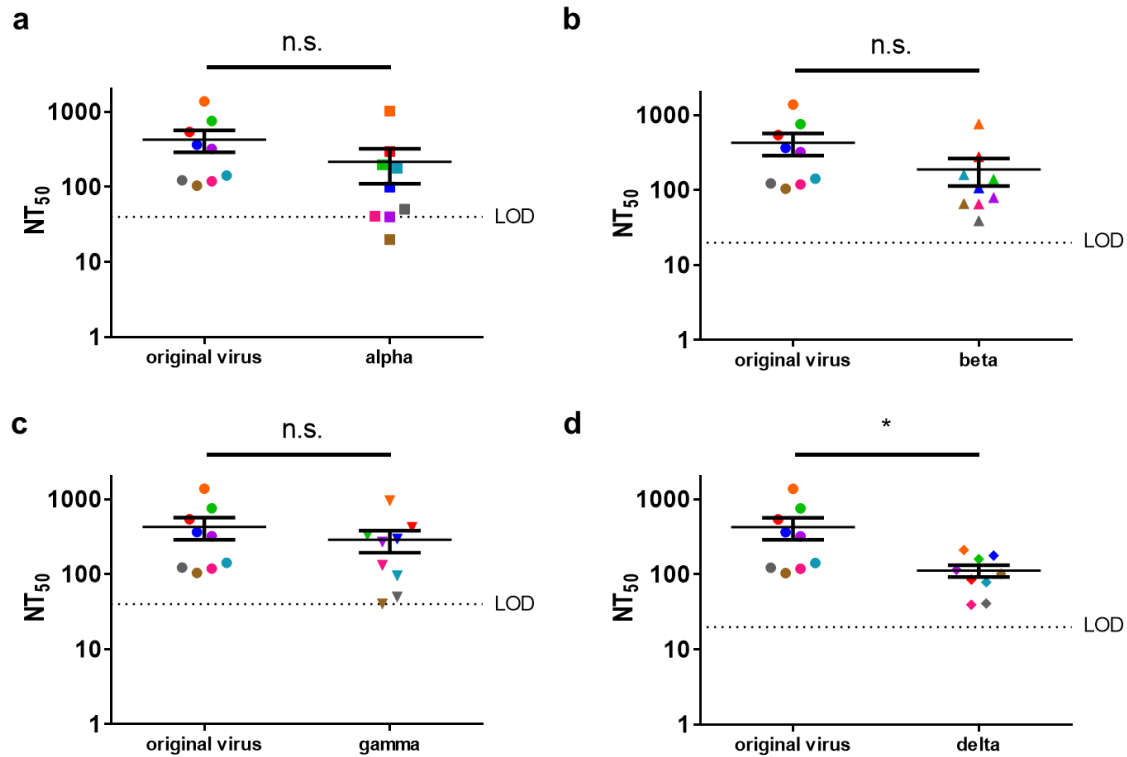 a
n.s.
1000
100
10
1
NT50
LOD
original virus
alpha
b
n.s.
1000
100
10
1
NT50
LOD
original virus
beta
c
n.s.
1000
100
10
1
NT50
LOD
original virus
gamma
d
*
1000
100
10
1
NT50
LOD
original virus
delta